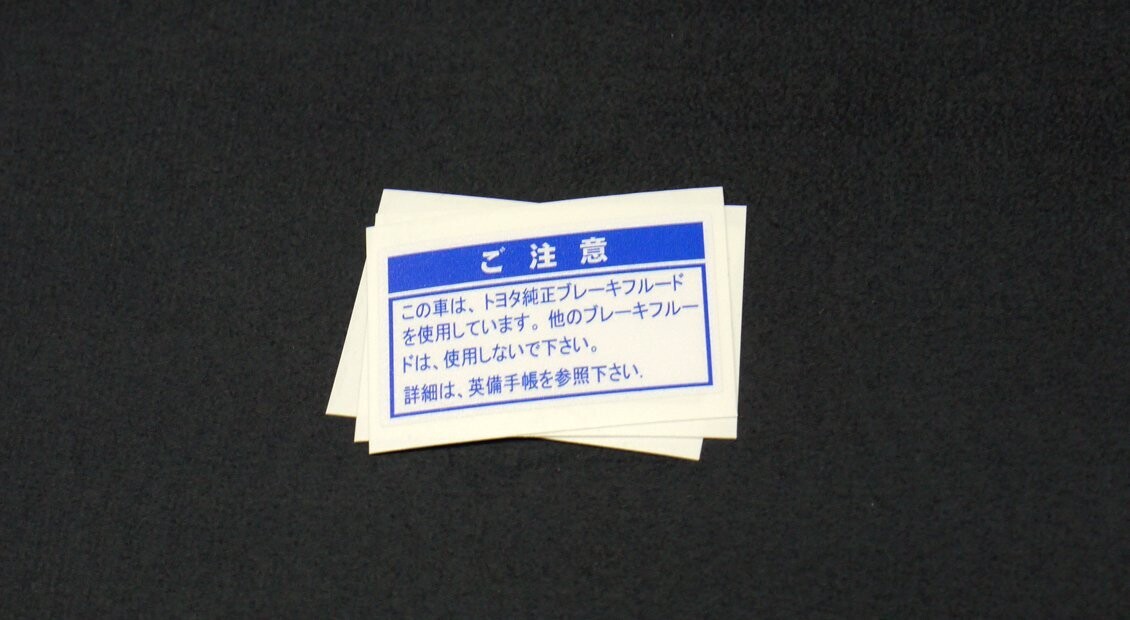 ご注意
この車は、トヨタ純正ブレーキフルード
を使用しています。他のブレーキフルー
ドは、使用しないで下さい。
詳細は、英備手帳を参照下さい.